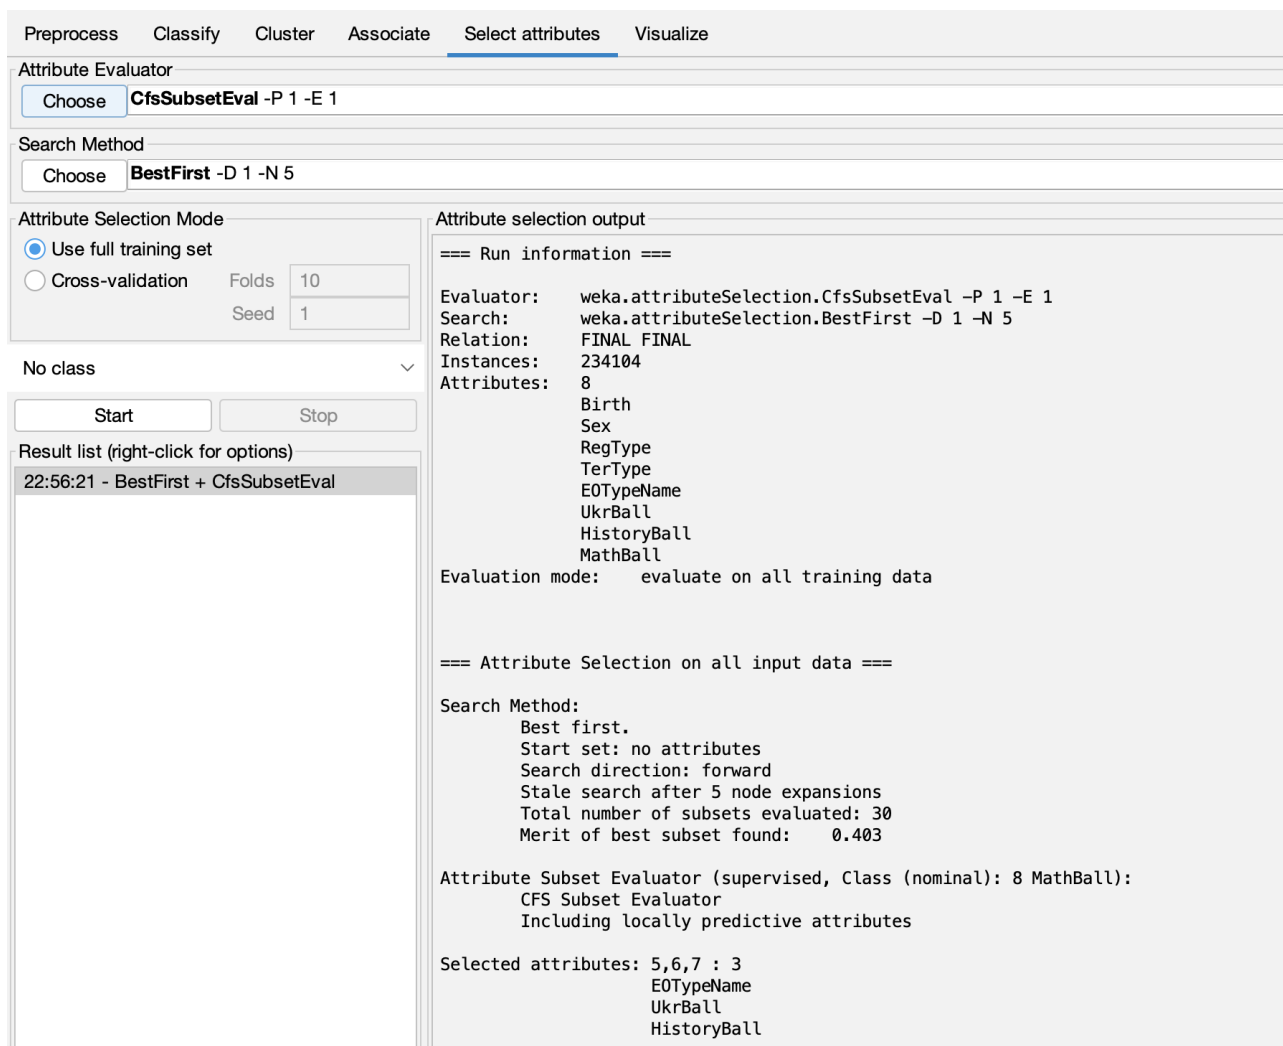 Preprocess Classify Cluster Associate Select attributes Visualize
Attribute Evaluator
Choose CfsSubsetEval -P 1 -E 1
Search Method
Choose BestFirst -D 1 -N 5
Attribute Selection Mode
Use full training set
Cross-validation Folds 10
Seed 1
No class
Start Stop
Result list (right-click for options)
22:56:21 - BestFirst + CfsSubsetEval
Attribute selection output
=== Run information ===
Evaluator: weka.attributeSelection.CfsSubsetEval -P 1 -E 1
Search: weka.attributeSelection.BestFirst -D 1 -N 5
Relation: FINAL FINAL
Instances: 234104
Attributes: 8
Birth
Sex
RegType
TerType
EOTypeName
UkrBall
HistoryBall
MathBall
Evaluation mode: evaluate on all training data
=== Attribute Selection on all input data ===
Search Method:
Best first.
Start set: no attributes
Search direction: forward
Stale search after 5 node expansions
Total number of subsets evaluated: 30
Merit of best subset found: 0.403
Attribute Subset Evaluator (supervised, Class (nominal): 8 MathBall):
CFS Subset Evaluator
Including locally predictive attributes
Selected attributes: 5,6,7 : 3
EOTypeName
UkrBall
HistoryBall